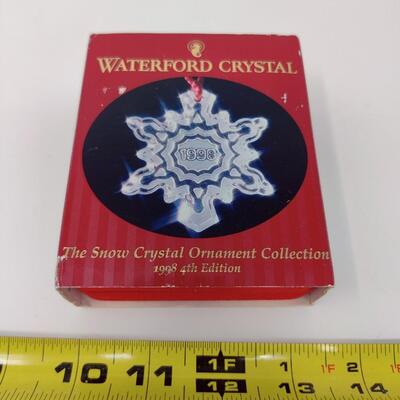 WATERFORD CRYSTAL
1998
The Snow Crystal Ornament Collection
1998 4th Edition
10 11 1F 1F 2
12 13 14